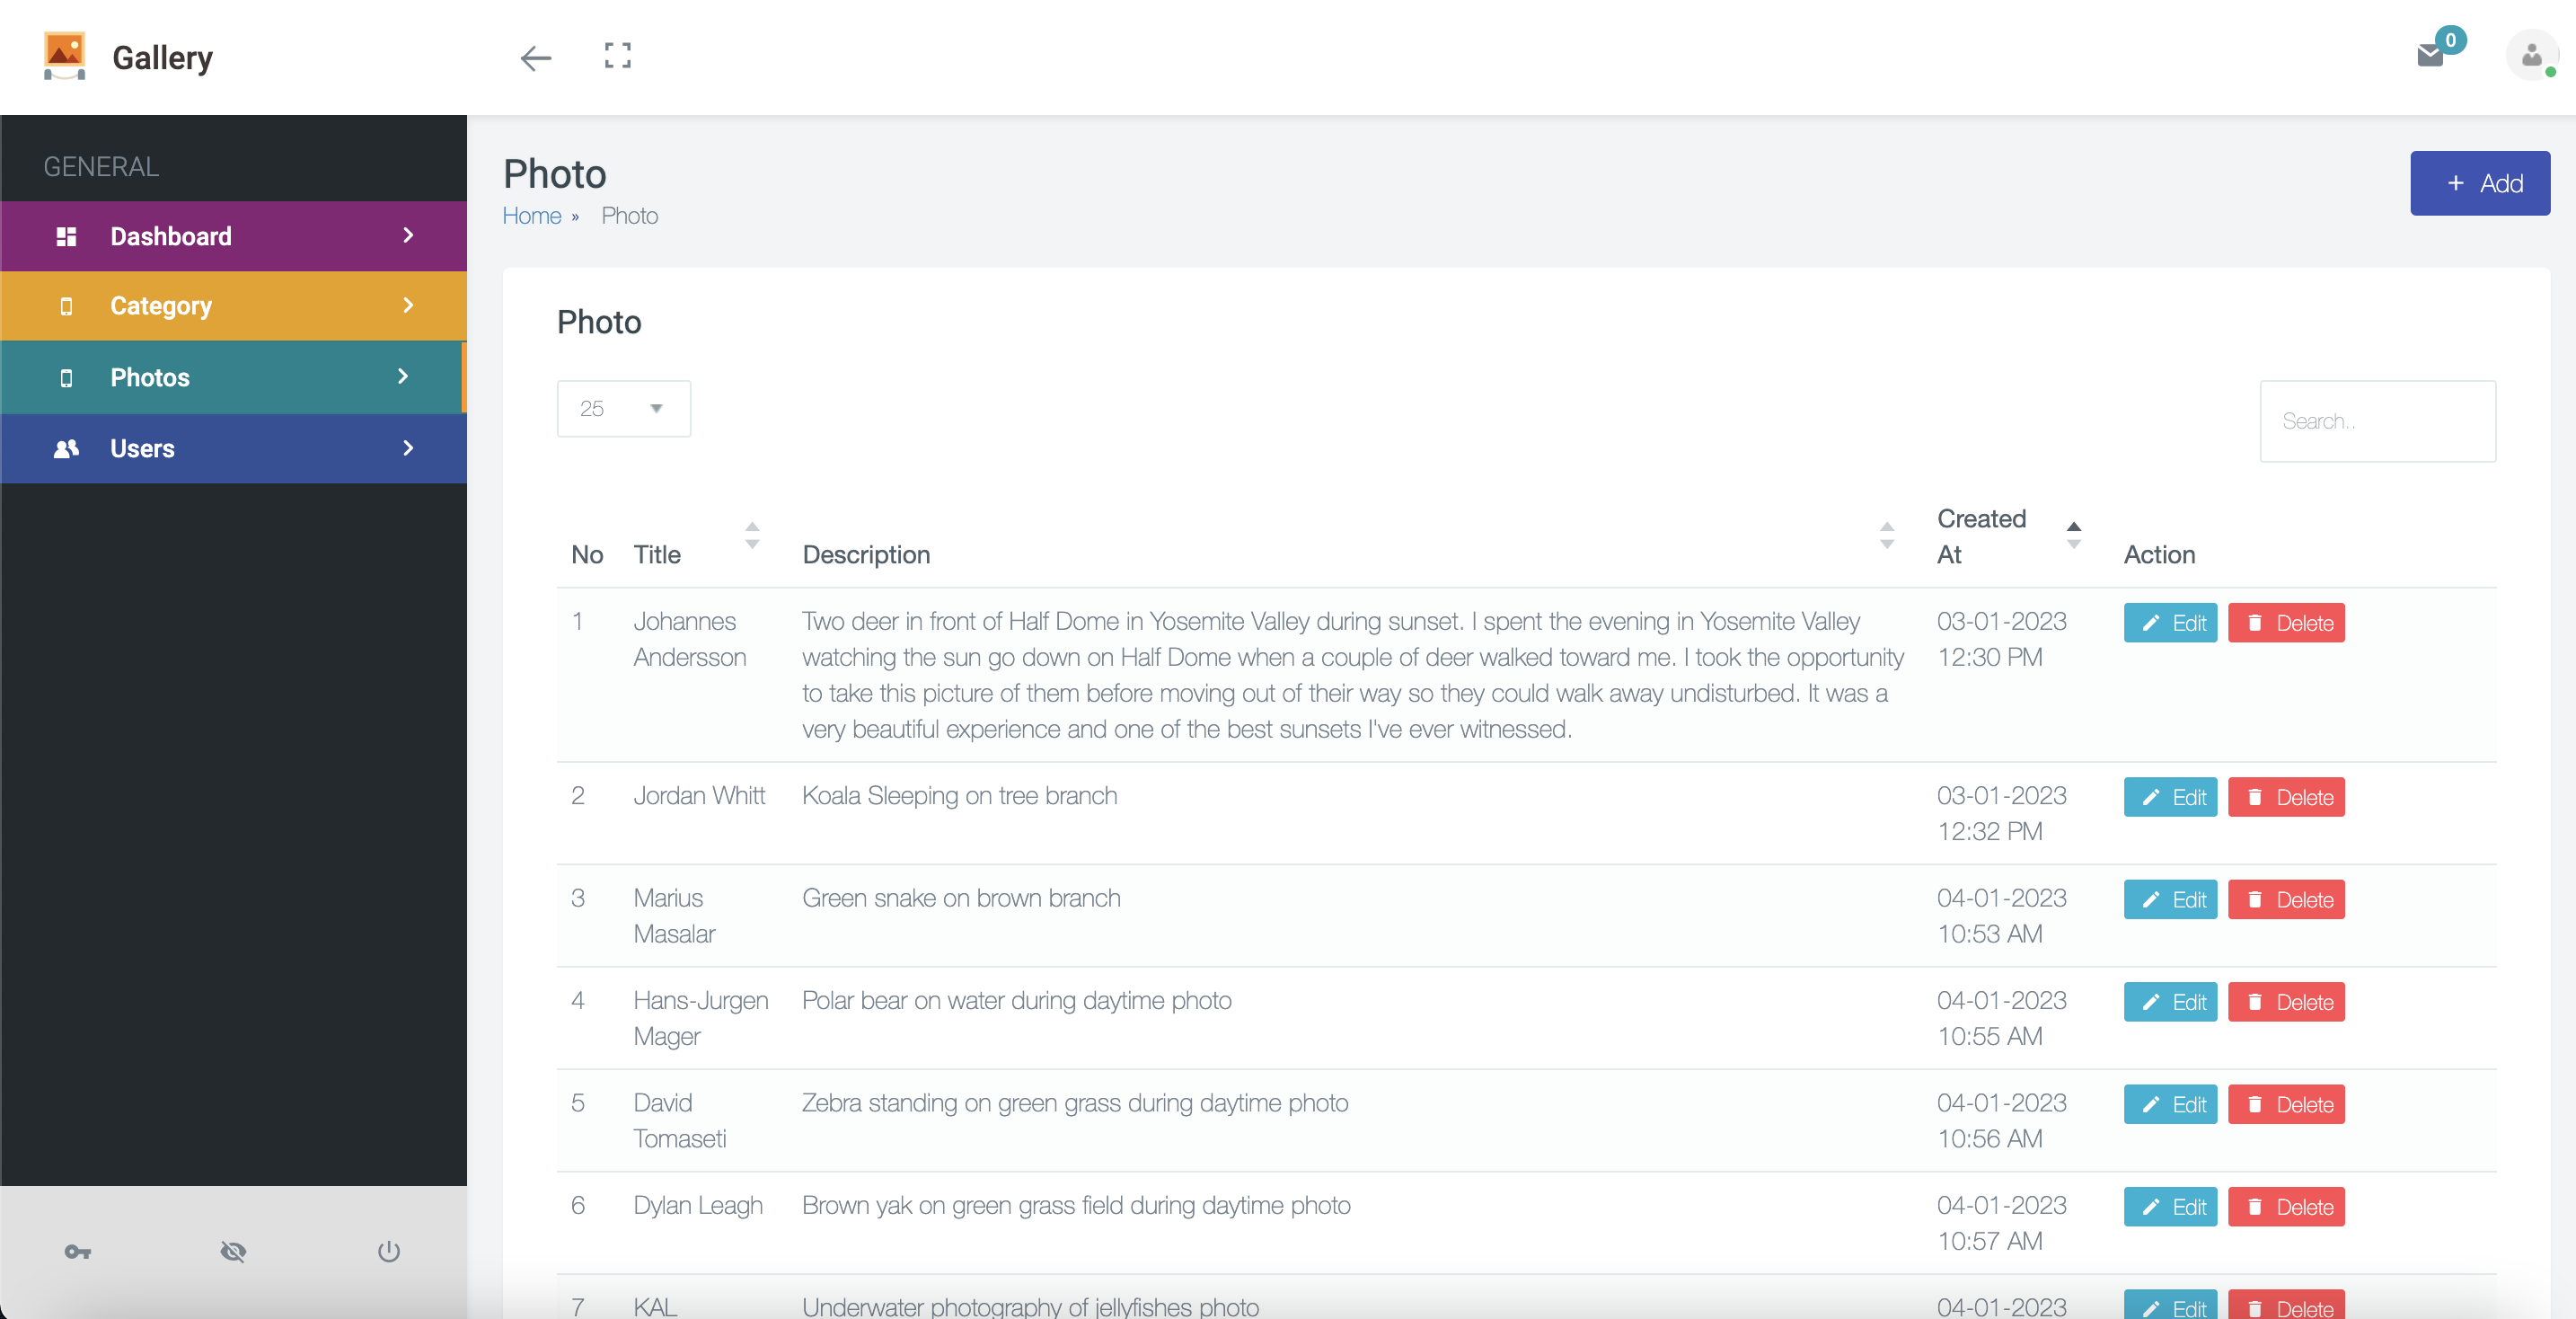 Gallery
0
GENERAL
Dashboard
Category
Photos
Users
Photo
Home » Photo
+ Add
Photo
25
Search..
No Title Description Created At Action
1 Johannes Andersson Two deer in front of Half Dome in Yosemite Valley during sunset. I spent the evening in Yosemite Valley 03-01-2023 12:30 PM Edit Delete
watching the sun go down on Half Dome when a couple of deer walked toward me. I took the opportunity
to take this picture of them before moving out of their way so they could walk away undisturbed. It was a
very beautiful experience and one of the best sunsets I've ever witnessed.
2 Jordan Whitt Koala Sleeping on tree branch 03-01-2023 12:32 PM Edit Delete
3 Marius Masalar Green snake on brown branch 04-01-2023 10:53 AM Edit Delete
4 Hans-Jurgen Mager Polar bear on water during daytime photo 04-01-2023 10:55 AM Edit Delete
5 David Tomaseti Zebra standing on green grass during daytime photo 04-01-2023 10:56 AM Edit Delete
6 Dylan Leagh Brown yak on green grass field during daytime photo 04-01-2023 10:57 AM Edit Delete
7 KAL Underwater photography of jellyfishes photo 04-01-2023 Edit Delete